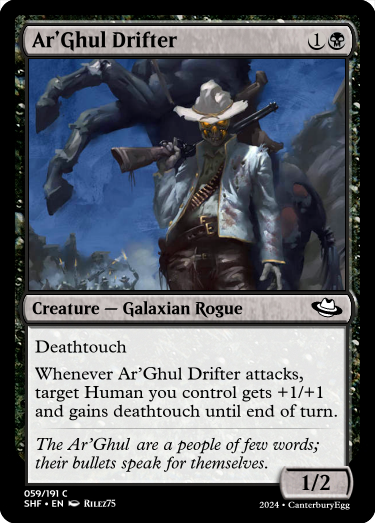 Ar'Ghul Drifter 1
Creature — Galaxian Rogue
Deathtouch
Whenever Ar'Ghul Drifter attacks,
target Human you control gets +1/+1
and gains deathtouch until end of turn.
The Ar'Ghul are a people of few words;
their bullets speak for themselves.
1/2
059/191 C
SHF • EN Rilez75
2024 • CanterburyEgg